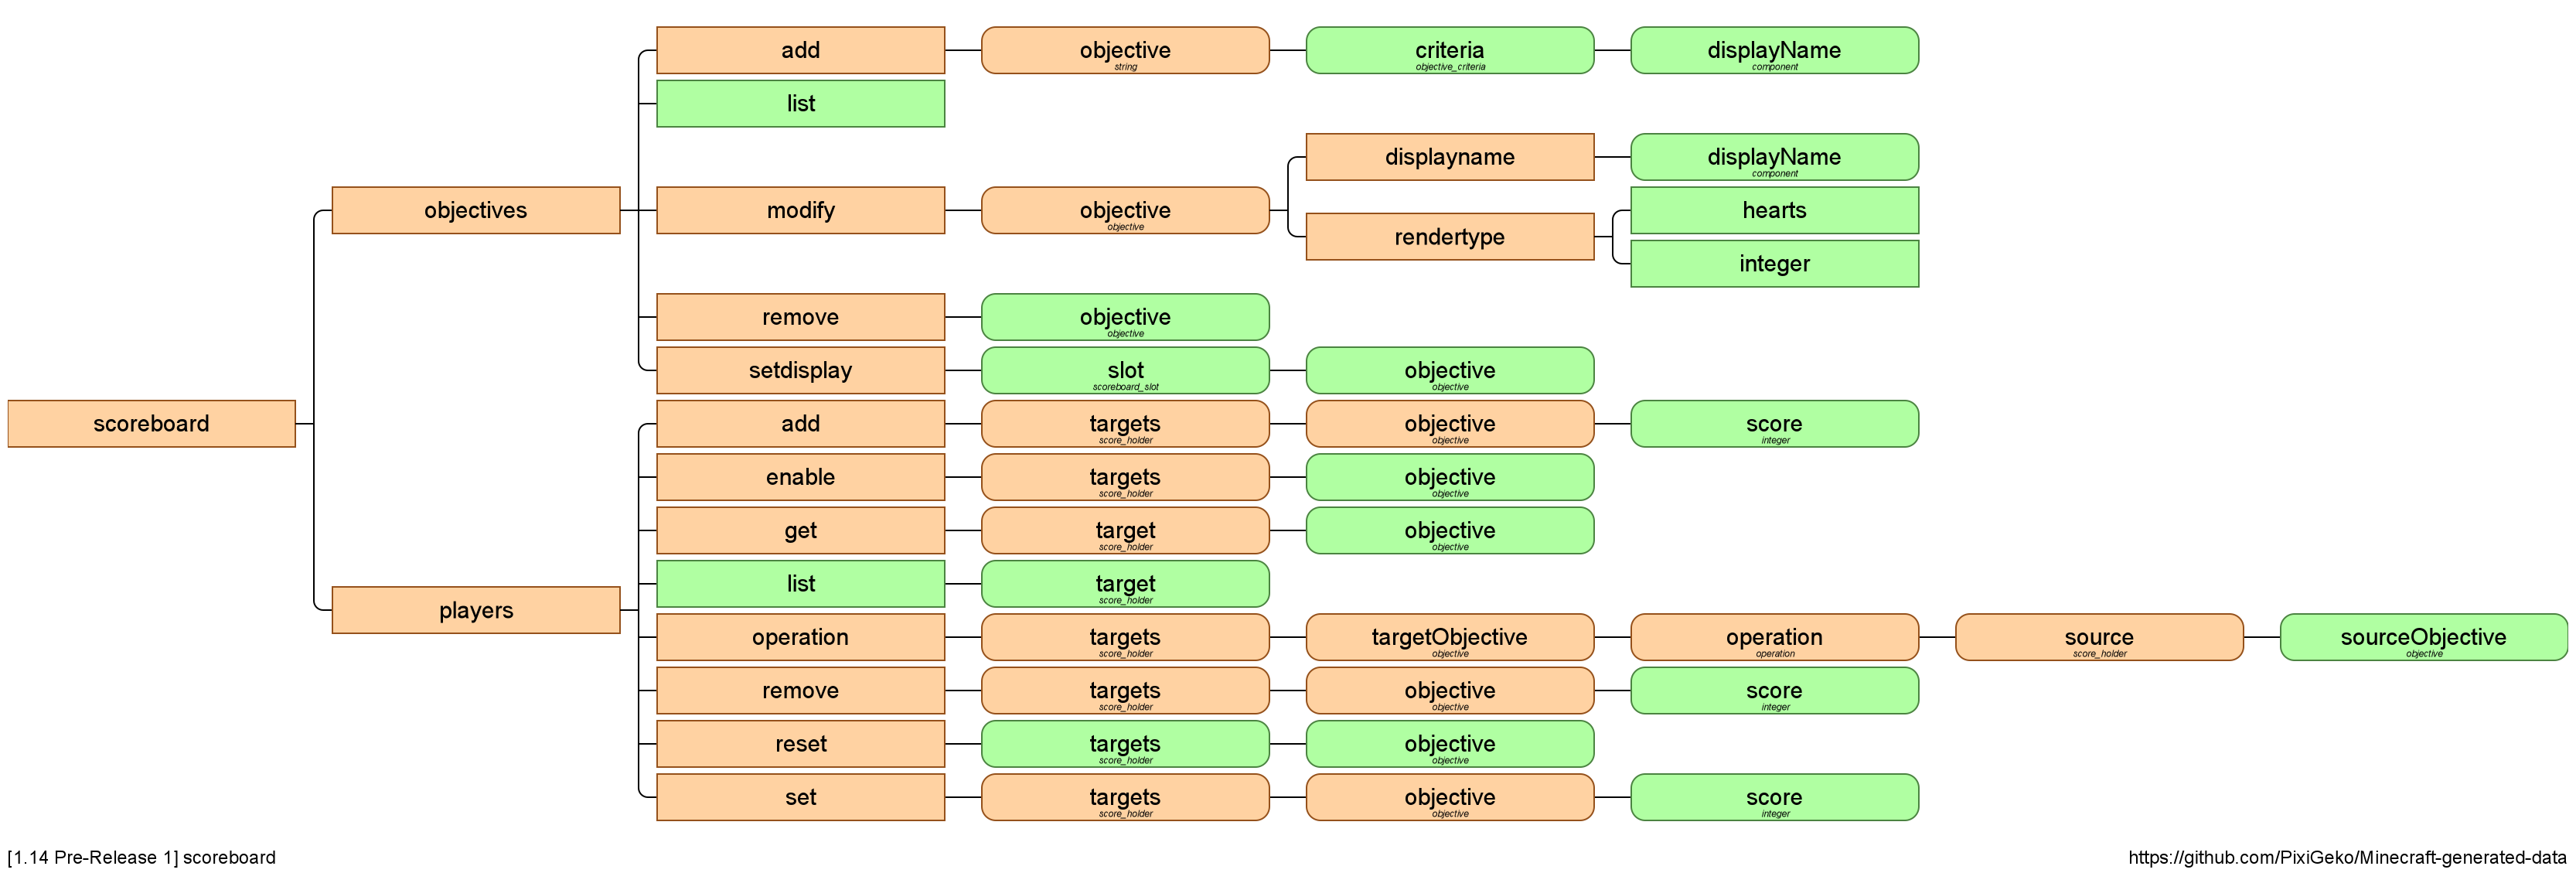 add
objective
string
criteria
objective_criteria
displayName
component
list
displayname
displayName
component
objectives
modify
objective
objective
hearts
rendertype
integer
remove
objective
objective
setdisplay
slot
scoreboard_slot
objective
objective
scoreboard
add
targets
score_holder
objective
objective
score
integer
enable
targets
score_holder
objective
objective
get
target
score_holder
objective
objective
list
target
score_holder
players
operation
targets
score_holder
targetObjective
objective
operation
operation
source
score_holder
sourceObjective
objective
remove
targets
score_holder
objective
objective
score
integer
reset
targets
score_holder
objective
objective
set
targets
score_holder
objective
objective
score
integer
[1.14 Pre-Release 1] scoreboard
https://github.com/PixiGeko/Minecraft-generated-data